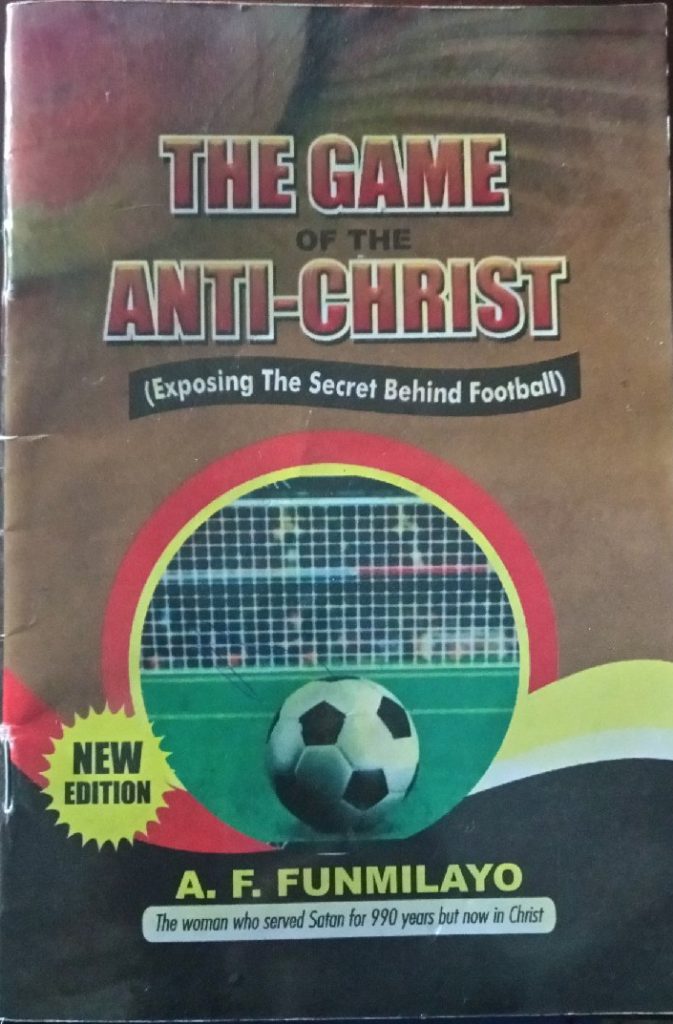 THE GAME
OF THE
ANTI-CHRIST
(Exposing The Secret Behind Football)
NEW
EDITION
A. F. FUNMILAYO
The woman who served Satan for 990 years but now in Christ